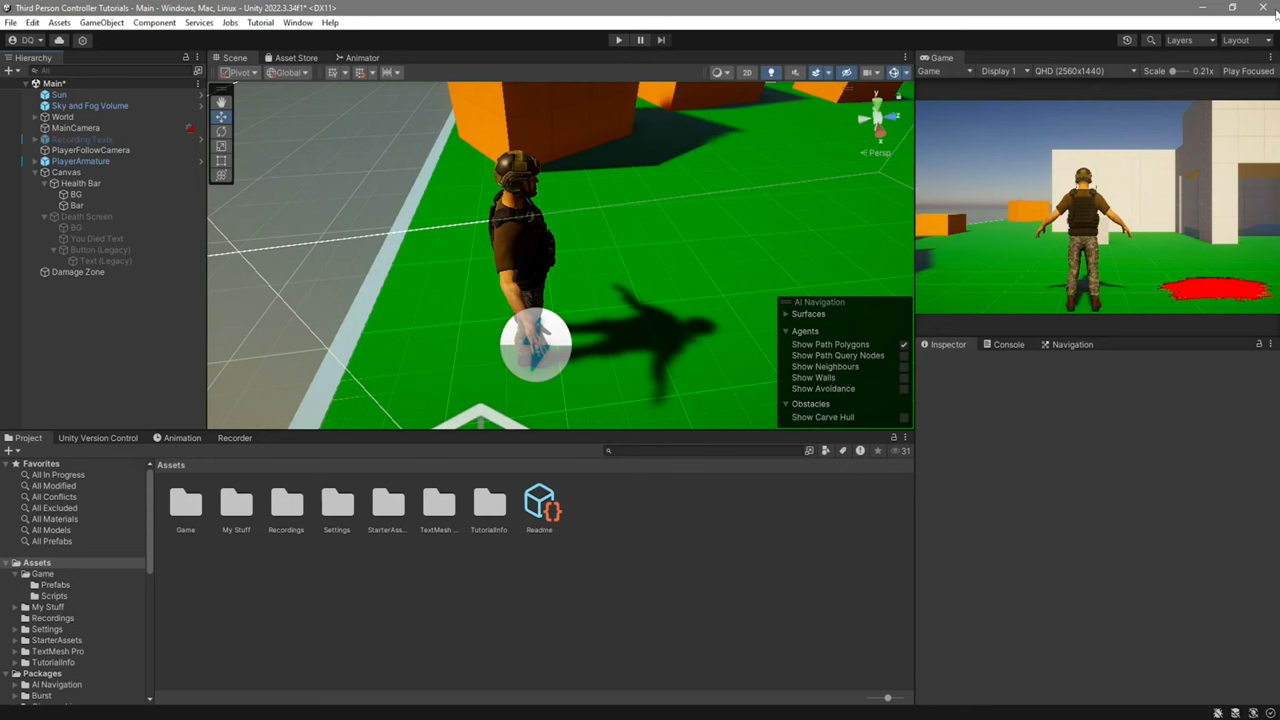 Third Person Controller Tutorials - Main - Windows, Mac, Linux - Unity 2022.3.34f1* <DX11>
File Edit Assets GameObject Component Services Jobs Tutorial Window Help
DQ Layers Layout
Hierarchy
All
Main*
Sun
Sky and Fog Volume
World
MainCamera
Recording Texts
PlayerFollowCamera
PlayerArmature
Canvas
Health Bar
BG
Bar
Death Screen
BG
You Died Text
Button (Legacy)
Text (Legacy)
Damage Zone
Scene Asset Store Animator
Pivot Global 2D
y
z
Persp
AI Navigation
Surfaces
Agents
Show Path Polygons
Show Path Query Nodes
Show Neighbours
Show Walls
Show Avoidance
Obstacles
Show Carve Hull
Game
Game Display 1 QHD (2560x1440) Scale 0.21x Play Focused
Inspector Console Navigation
Project Unity Version Control Animation Recorder
31
Favorites
All In Progress
All Modified
All Conflicts
All Excluded
All Materials
All Models
All Prefabs
Assets
Game
Prefabs
Scripts
My Stuff
Recordings
Settings
StarterAssets
TextMesh Pro
TutorialInfo
Packages
AI Navigation
Burst
Assets
Game My Stuff Recordings Settings StarterAss... TextMesh ... TutorialInfo Readme